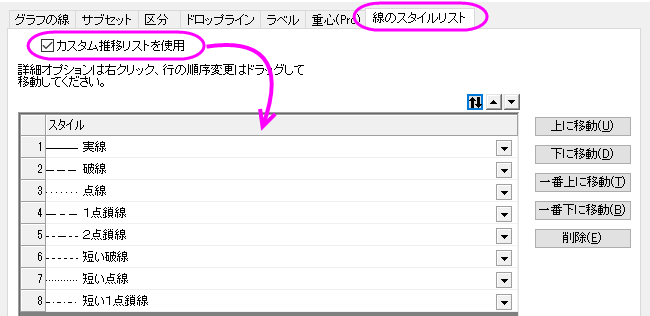 グラフの線 サブセット 区分 ドロップライン ラベル 重心(Pro) 線のスタイルリスト
カスタム推移リストを使用
詳細オプションは右クリック、行の順序変更はドラッグして
移動してください。
スタイル
1 実線
2 破線
3 点線
4 1点鎖線
5 2点鎖線
6 短い破線
7 短い点線
8 短い1点鎖線
上に移動(U)
下に移動(D)
一番上に移動(T)
一番下に移動(B)
削除(E)